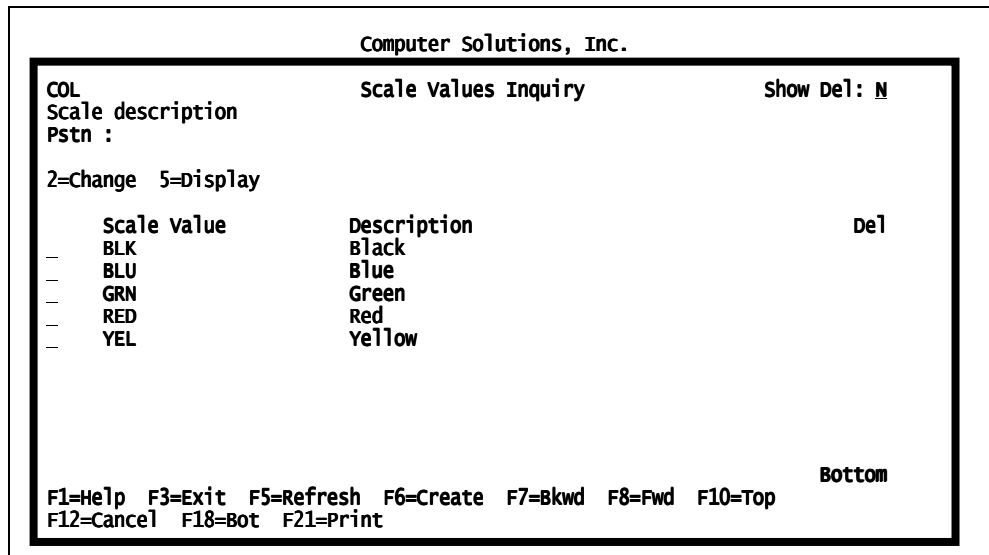 Computer Solutions, Inc.
COL Scale Values Inquiry Show Del: N
Scale description
Pstn :
2=Change 5=Display
Scale Value Description Del
_ BLK Black
_ BLU Blue
_ GRN Green
_ RED Red
_ YEL Yellow
Bottom
F1=Help F3=Exit F5=Refresh F6=Create F7=Bkwd F8=Fwd F10=Top
F12=Cancel F18=Bot F21=Print